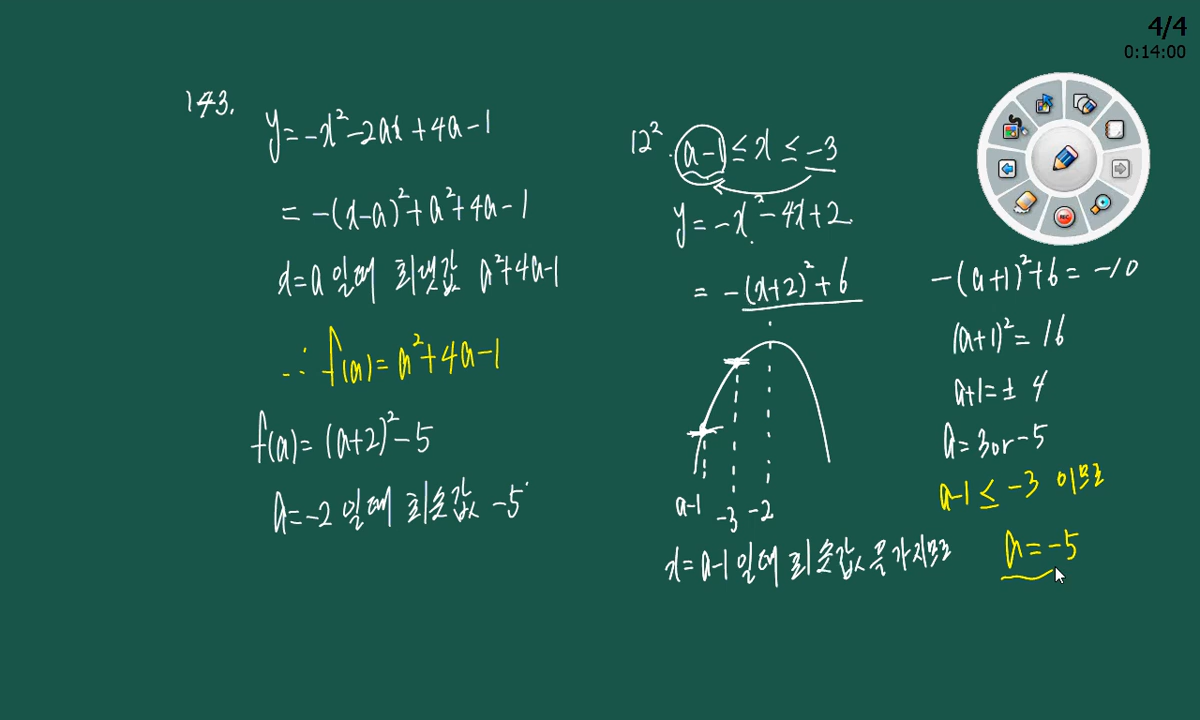 4/4
0:14:00
143.
y = -x² - 2ax + 4a - 1
= -(x-a)² + a² + 4a - 1
x = a 일때 최댓값 a² + 4a - 1
∴ f(a) = a² + 4a - 1
f(a) = (a+2)² - 5
a = -2 일때 최솟값 -5
12²
a-1 ≤ x ≤ -3
y = -x² - 4x + 2
= -(x+2)² + 6
a-1
-3
-2
x = a-1 일때 최솟값을 가지므로
-(a+1)² + 6 = -10
(a+1)² = 16
a+1 = ± 4
a = 3 or -5
a-1 ≤ -3 이므로
a = -5
REC